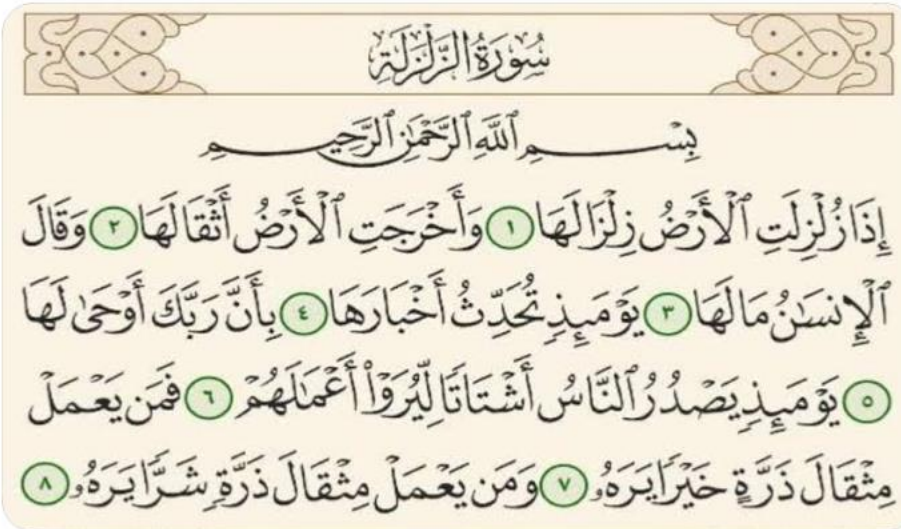 سُورَةُ الزَّلْزَلَةِ
بِسْمِ ٱللَّهِ ٱلرَّحْمَٰنِ ٱلرَّحِيمِ
إِذَا زُلْزِلَتِ ٱلْأَرْضُ زِلْزَالَهَا ١ وَأَخْرَجَتِ ٱلْأَرْضُ أَثْقَالَهَا ٢ وَقَالَ
ٱلْإِنسَٰنُ مَا لَهَا ٣ يَوْمَئِذٍ تُحَدِّثُ أَخْبَارَهَا ٤ بِأَنَّ رَبَّكَ أَوْحَىٰ لَهَا
٥ يَوْمَئِذٍ يَصْدُرُ ٱلنَّاسُ أَشْتَاتًا لِّيُرَوْا۟ أَعْمَٰلَهُمْ ٦ فَمَن يَعْمَلْ
مِثْقَالَ ذَرَّةٍ خَيْرًا يَرَهُۥ ٧ وَمَن يَعْمَلْ مِثْقَالَ ذَرَّةٍ شَرًّا يَرَهُۥ ٨